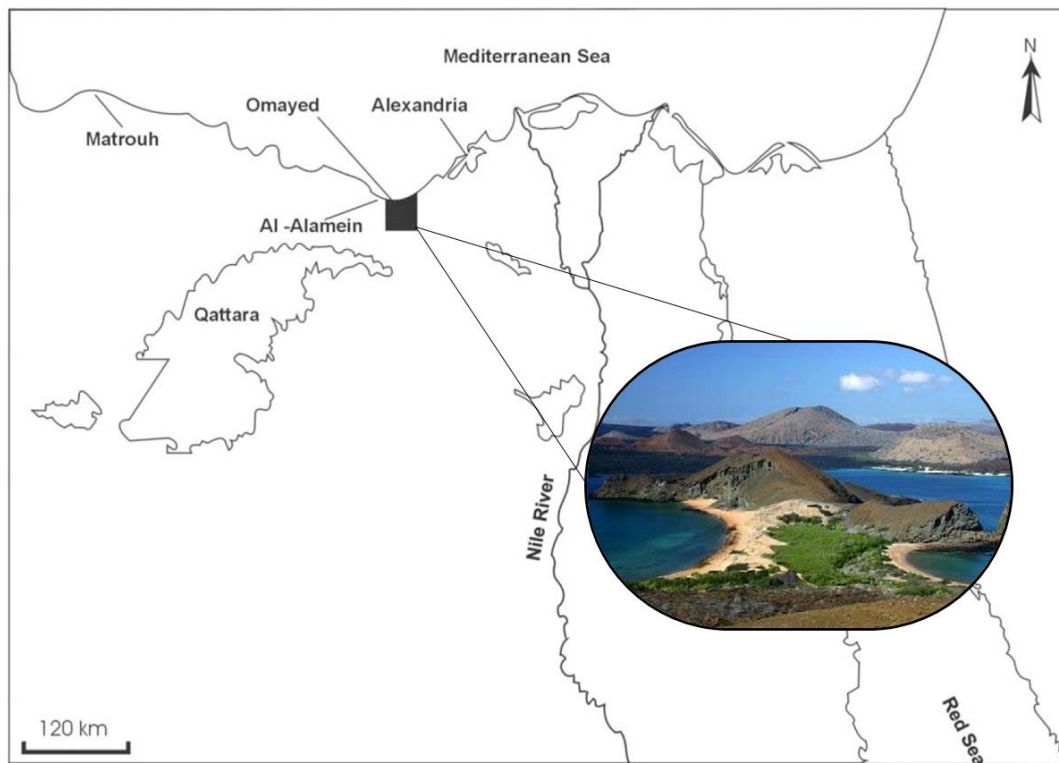 Mediterranean Sea
N
Omayed
Alexandria
Matrouh
Al -Alamein
Qattara
Nile River
Red Sea
120 km